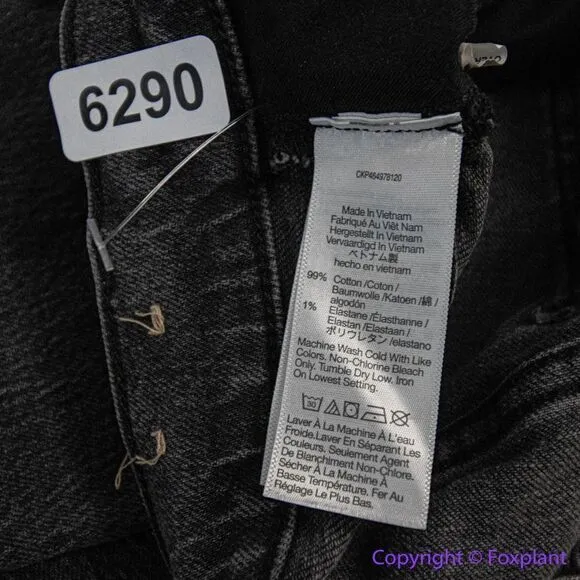 6290
CKP464978120
Made In Vietnam
Fabriqué Au Viêt Nam
Hergestellt In Vietnam
Vervaardigd In Vietnam
ベトナム製
hecho en vietnam
99% Cotton /Coton /
Baumwolle /Katoen /綿 /
algodón
1% Elastane /Élasthanne /
Elastan /Elastaan /
ポリウレタン /elastano
Machine Wash Cold With Like
Colors. Non-Chlorine Bleach
Only. Tumble Dry Low. Iron
On Lowest Setting.
30
Laver À La Machine À L'eau
Froide.Laver En Séparant Les
Couleurs. Seulement Agent
De Blanchiment Non-Chlore.
Sécher À La Machine À
Basse Température. Fer Au
Réglage Le Plus Bas.
Copyright © Foxplant